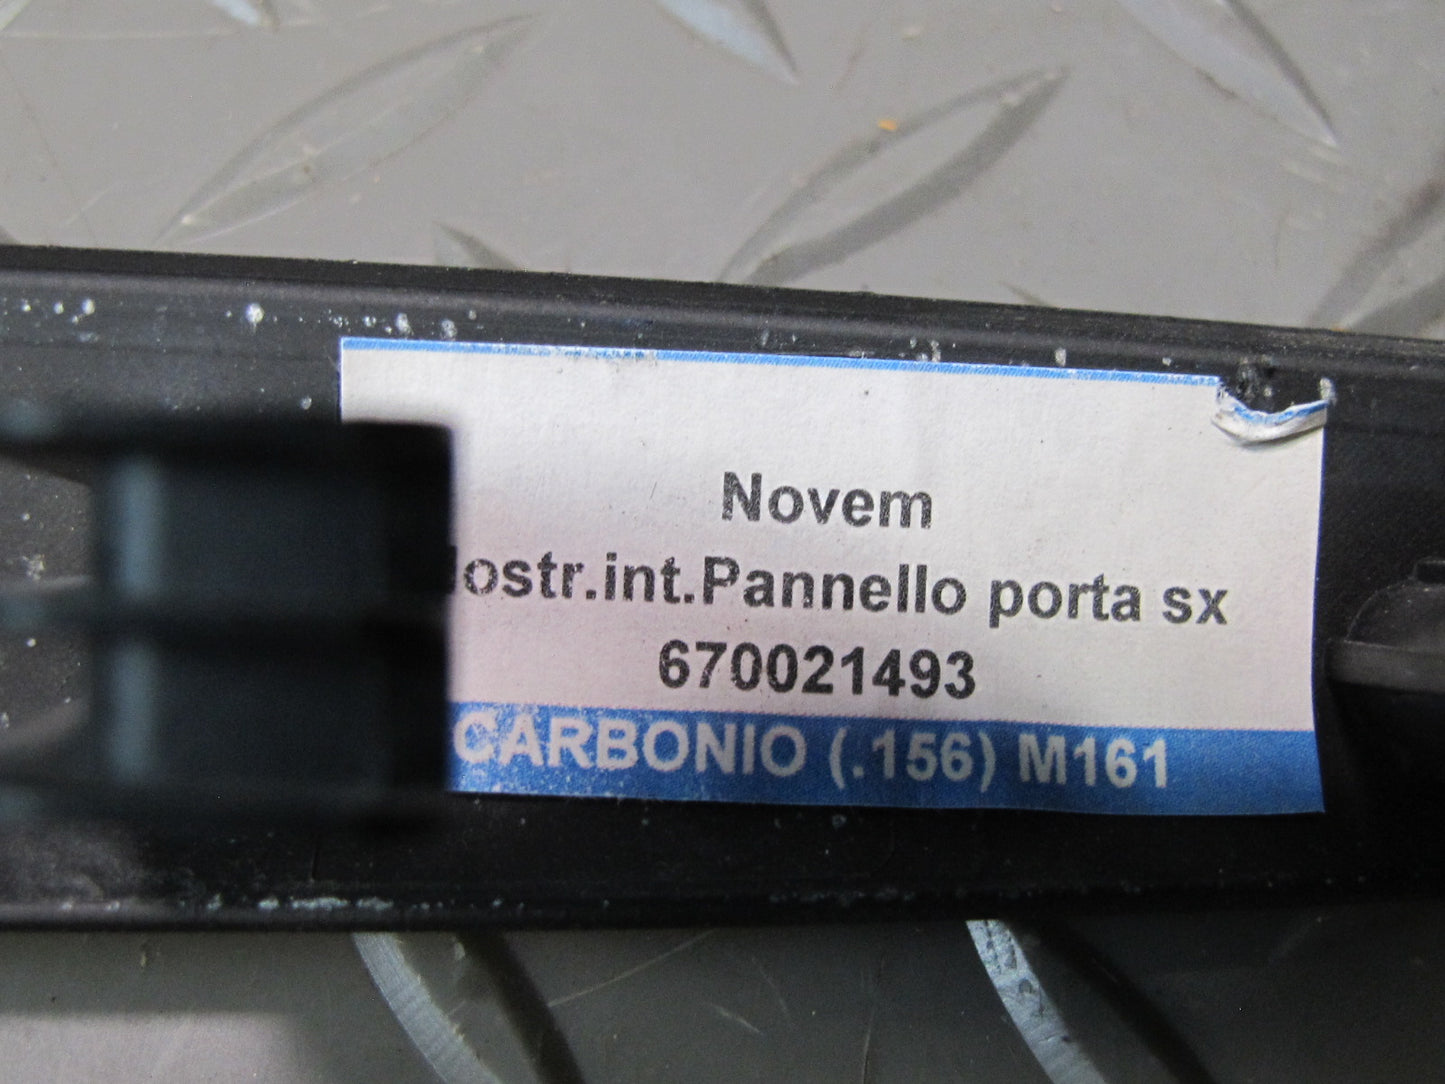 Novem
ostr.int.Pannello porta sx
670021493
CARBONIO (.156) M161